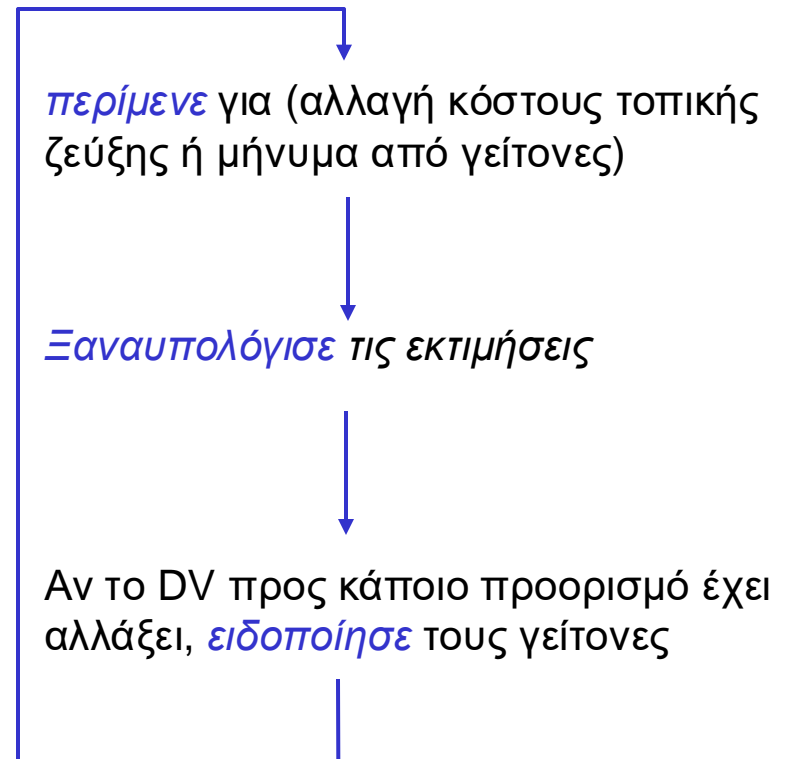 περίμενε για (αλλαγή κόστους τοπικής
ζεύξης ή μήνυμα από γείτονες)
Ξαναυπολόγισε τις εκτιμήσεις
Αν το DV προς κάποιο προορισμό έχει
αλλάξει, ειδοποίησε τους γείτονες